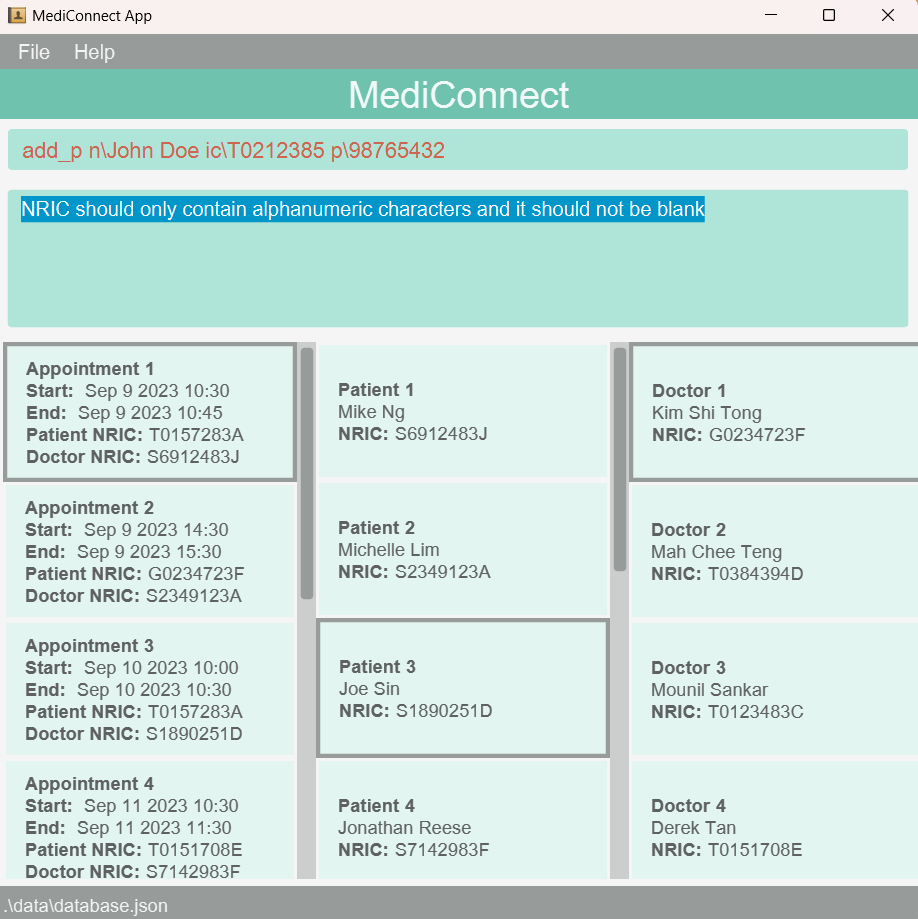 MediConnect App
File Help
MediConnect
add_p n\John Doe ic\T0212385 p\98765432
NRIC should only contain alphanumeric characters and it should not be blank
Appointment 1
Start: Sep 9 2023 10:30
End: Sep 9 2023 10:45
Patient NRIC: T0157283A
Doctor NRIC: S6912483J
Appointment 2
Start: Sep 9 2023 14:30
End: Sep 9 2023 15:30
Patient NRIC: G0234723F
Doctor NRIC: S2349123A
Appointment 3
Start: Sep 10 2023 10:00
End: Sep 10 2023 10:30
Patient NRIC: T0157283A
Doctor NRIC: S1890251D
Appointment 4
Start: Sep 11 2023 10:30
End: Sep 11 2023 11:30
Patient NRIC: T0151708E
Doctor NRIC: S7142983F
Patient 1
Mike Ng
NRIC: S6912483J
Patient 2
Michelle Lim
NRIC: S2349123A
Patient 3
Joe Sin
NRIC: S1890251D
Patient 4
Jonathan Reese
NRIC: S7142983F
Doctor 1
Kim Shi Tong
NRIC: G0234723F
Doctor 2
Mah Chee Teng
NRIC: T0384394D
Doctor 3
Mounil Sankar
NRIC: T0123483C
Doctor 4
Derek Tan
NRIC: T0151708E
.\data\database.json